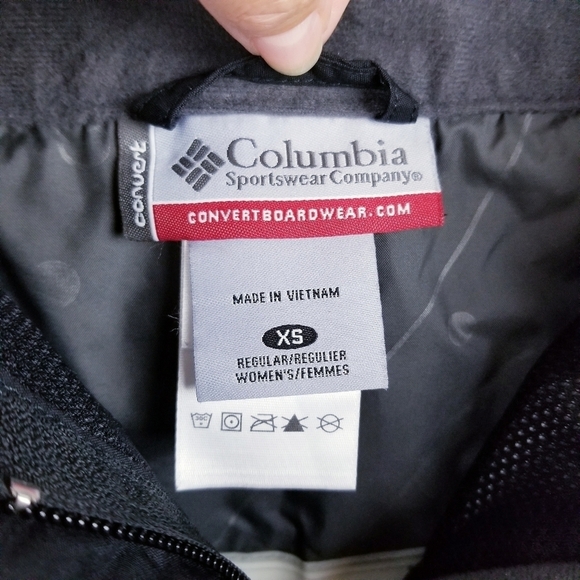 convert
Columbia
Sportswear Company®
CONVERTBOARDWEAR.COM
MADE IN VIETNAM
XS
REGULAR/REGULIER
WOMEN'S/FEMMES